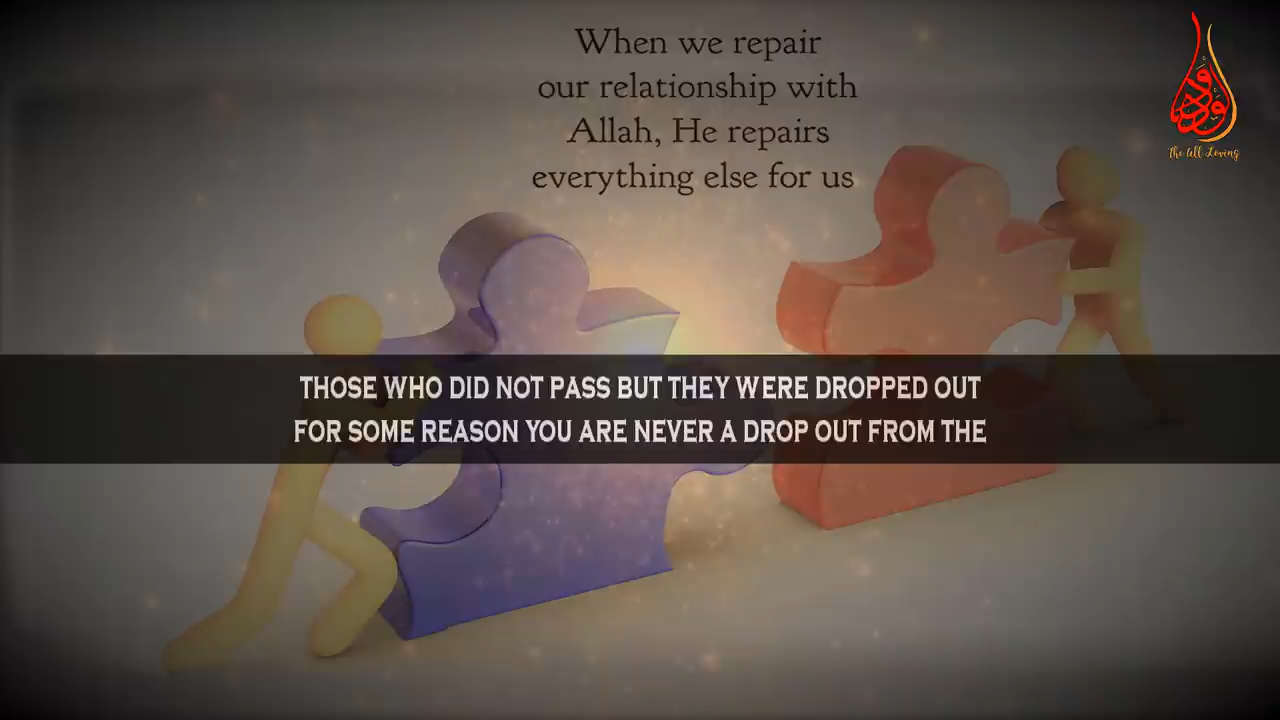 When we repair
our relationship with
Allah, He repairs
everything else for us
ودود
The All Loving
THOSE WHO DID NOT PASS BUT THEY WERE DROPPED OUT
FOR SOME REASON YOU ARE NEVER A DROP OUT FROM THE